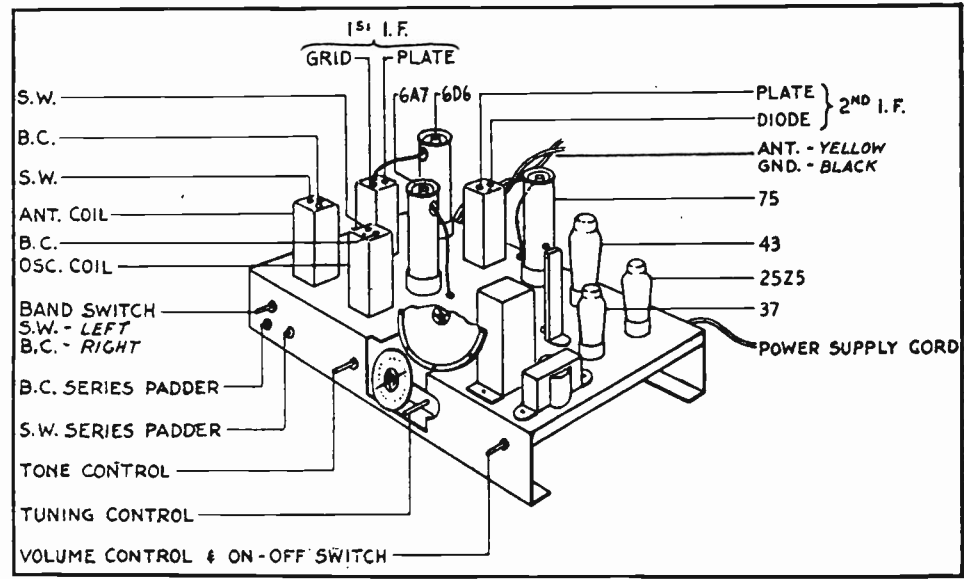 1ST I.F.
GRID PLATE
6A7 6D6
S.W.
B.C.
S.W.
ANT. COIL
B.C.
OSC. COIL
BAND SWITCH
S.W. - LEFT
B.C. - RIGHT
B.C. SERIES PADDER
S.W. SERIES PADDER
TONE CONTROL
TUNING CONTROL
VOLUME CONTROL & ON-OFF SWITCH
PLATE
DIODE
2ND I.F.
ANT. - YELLOW
GND. - BLACK
75
43
25Z5
37
POWER SUPPLY CORD